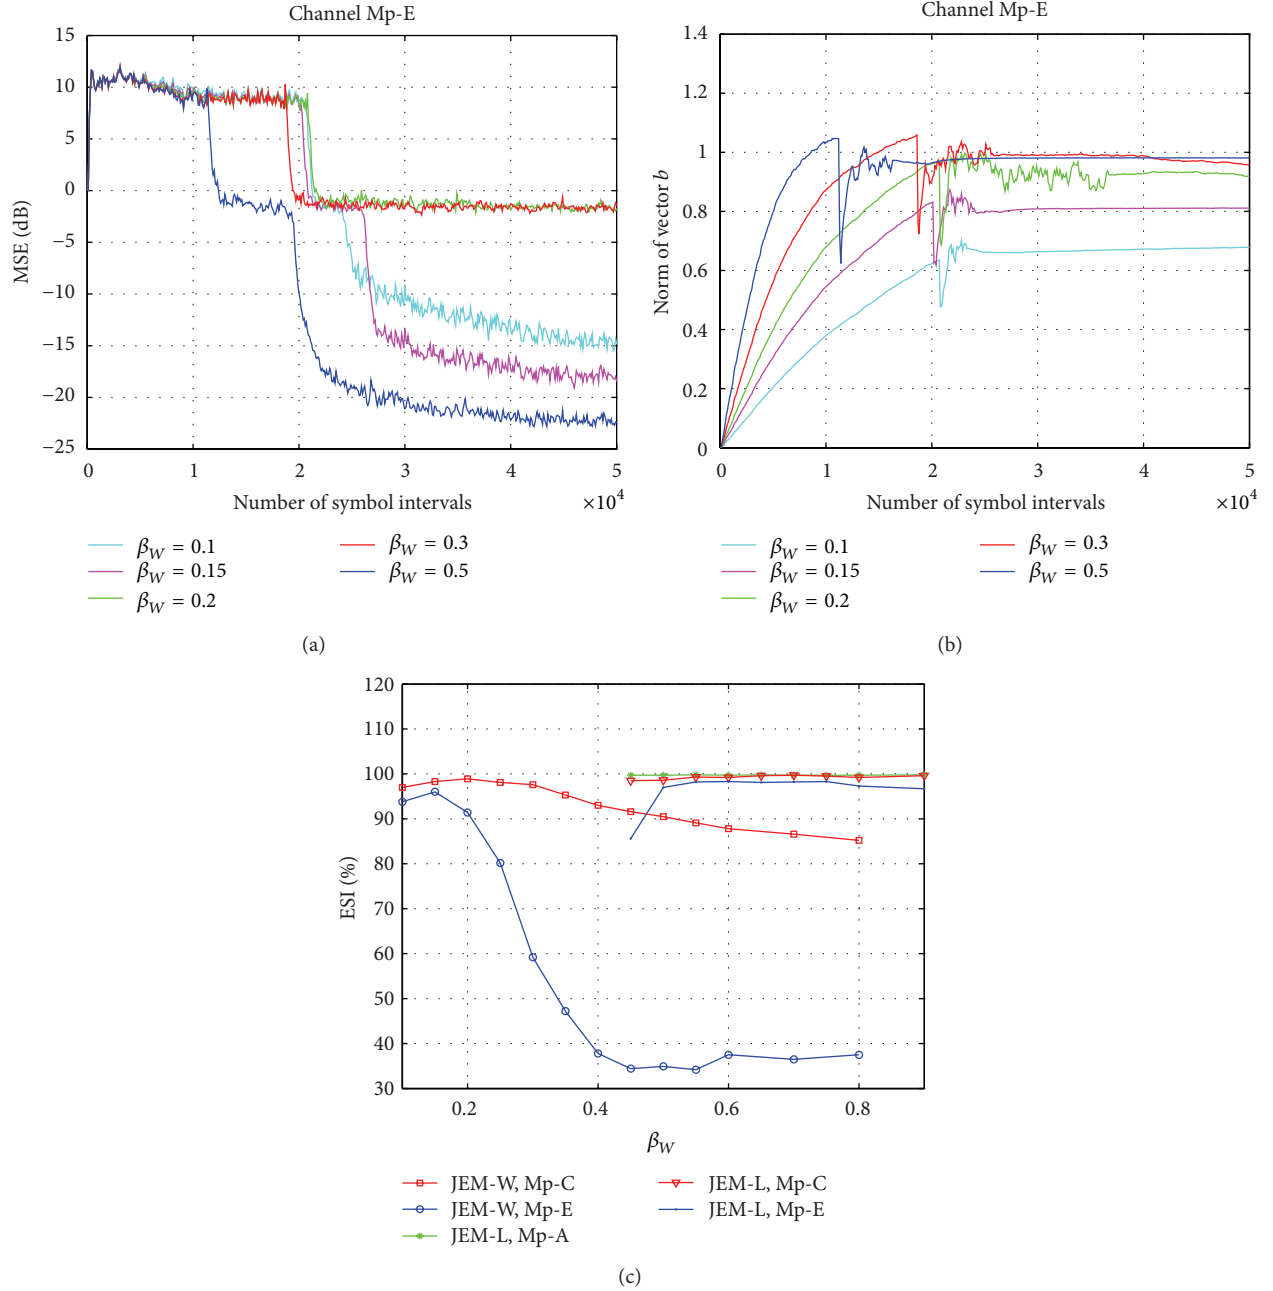 Channel Mp-E
15
10
5
0
−5
−10
−15
−20
−25
MSE (dB)
0 1 2 3 4 5
Number of symbol intervals ×10^4
β_W = 0.1
β_W = 0.15
β_W = 0.2
β_W = 0.3
β_W = 0.5
(a)
Channel Mp-E
1.4
1.2
1
0.8
0.6
0.4
0.2
0
Norm of vector b
0 1 2 3 4 5
Number of symbol intervals ×10^4
β_W = 0.1
β_W = 0.15
β_W = 0.2
β_W = 0.3
β_W = 0.5
(b)
120
110
100
90
80
70
60
50
40
30
ESI (%)
0.2 0.4 0.6 0.8
β_W
JEM-W, Mp-C
JEM-W, Mp-E
JEM-L, Mp-A
JEM-L, Mp-C
JEM-L, Mp-E
(c)